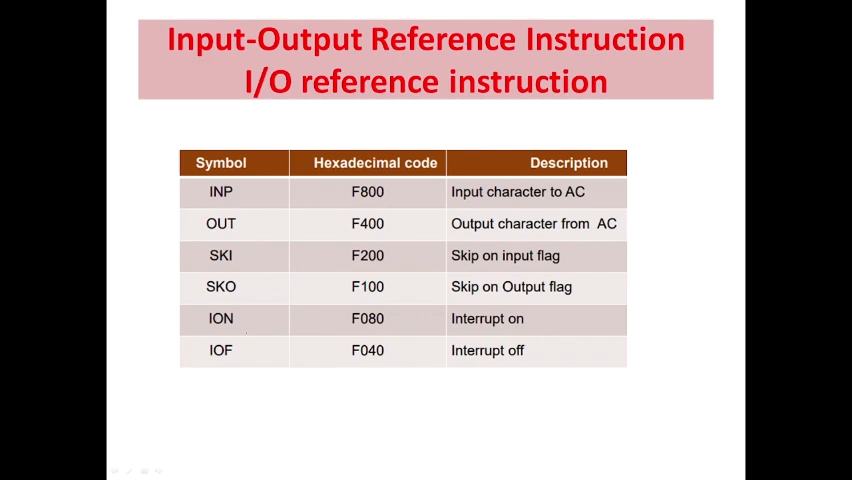 Input-Output Reference Instruction
I/O reference instruction
Symbol Hexadecimal code Description
INP F800 Input character to AC
OUT F400 Output character from AC
SKI F200 Skip on input flag
SKO F100 Skip on Output flag
ION F080 Interrupt on
IOF F040 Interrupt off